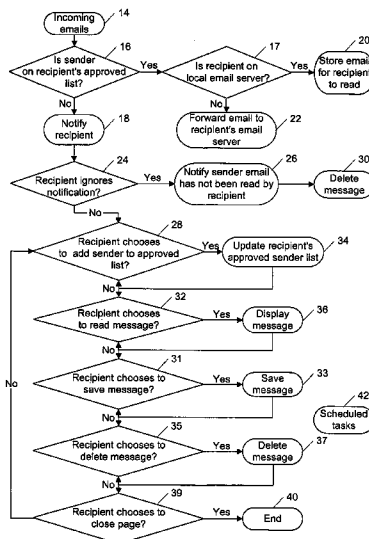 Incoming
emails
14
16
Is sender
on recipient's approved
list?
Yes
17
Is recipient on
local email server?
Yes
20
Store email
for recipient
to read
No
No
Notify
recipient
18
Forward email to
recipient's email
server
22
24
Recipient ignores
notification?
Yes
26
Notify sender email
has not been read by
recipient
30
Delete
message
No
28
Recipient chooses
to add sender to approved
list?
Yes
Update recipient's
approved sender list
34
No
32
Recipient chooses
to read message?
Yes
Display
message
36
No
No
31
Recipient chooses to
save message?
Yes
Save
message
33
42
Scheduled
tasks
No
35
Recipient chooses to
delete message?
Yes
Delete
message
37
No
39
Recipient chooses to
close page?
Yes
40
End